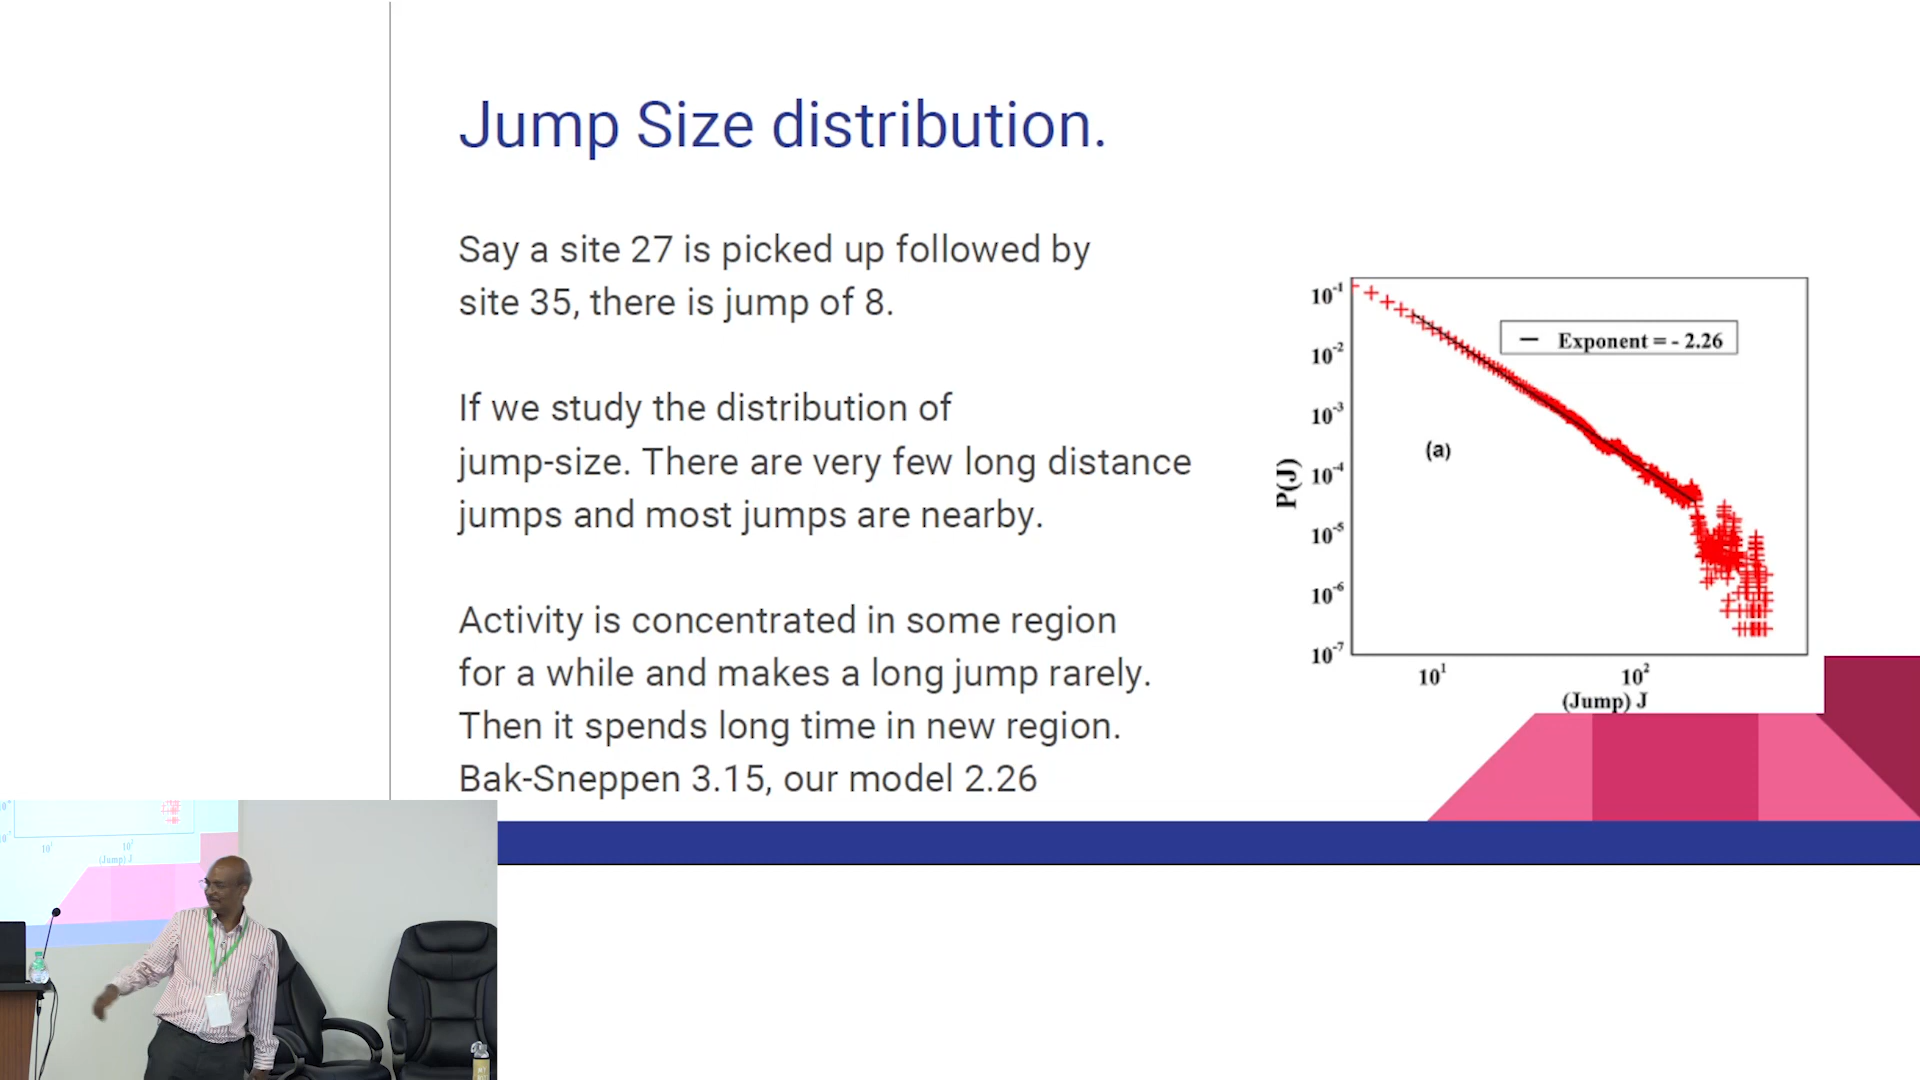 Jump Size distribution.
Say a site 27 is picked up followed by
site 35, there is jump of 8.
If we study the distribution of
jump-size. There are very few long distance
jumps and most jumps are nearby.
Activity is concentrated in some region
for a while and makes a long jump rarely.
Then it spends long time in new region.
Bak-Sneppen 3.15, our model 2.26
Exponent = - 2.26
(a)
P(J)
10⁻¹
10⁻²
10⁻³
10⁻⁴
10⁻⁵
10⁻⁶
10⁻⁷
10¹ 10²
(Jump) J
10¹ 10²
(Jump) J